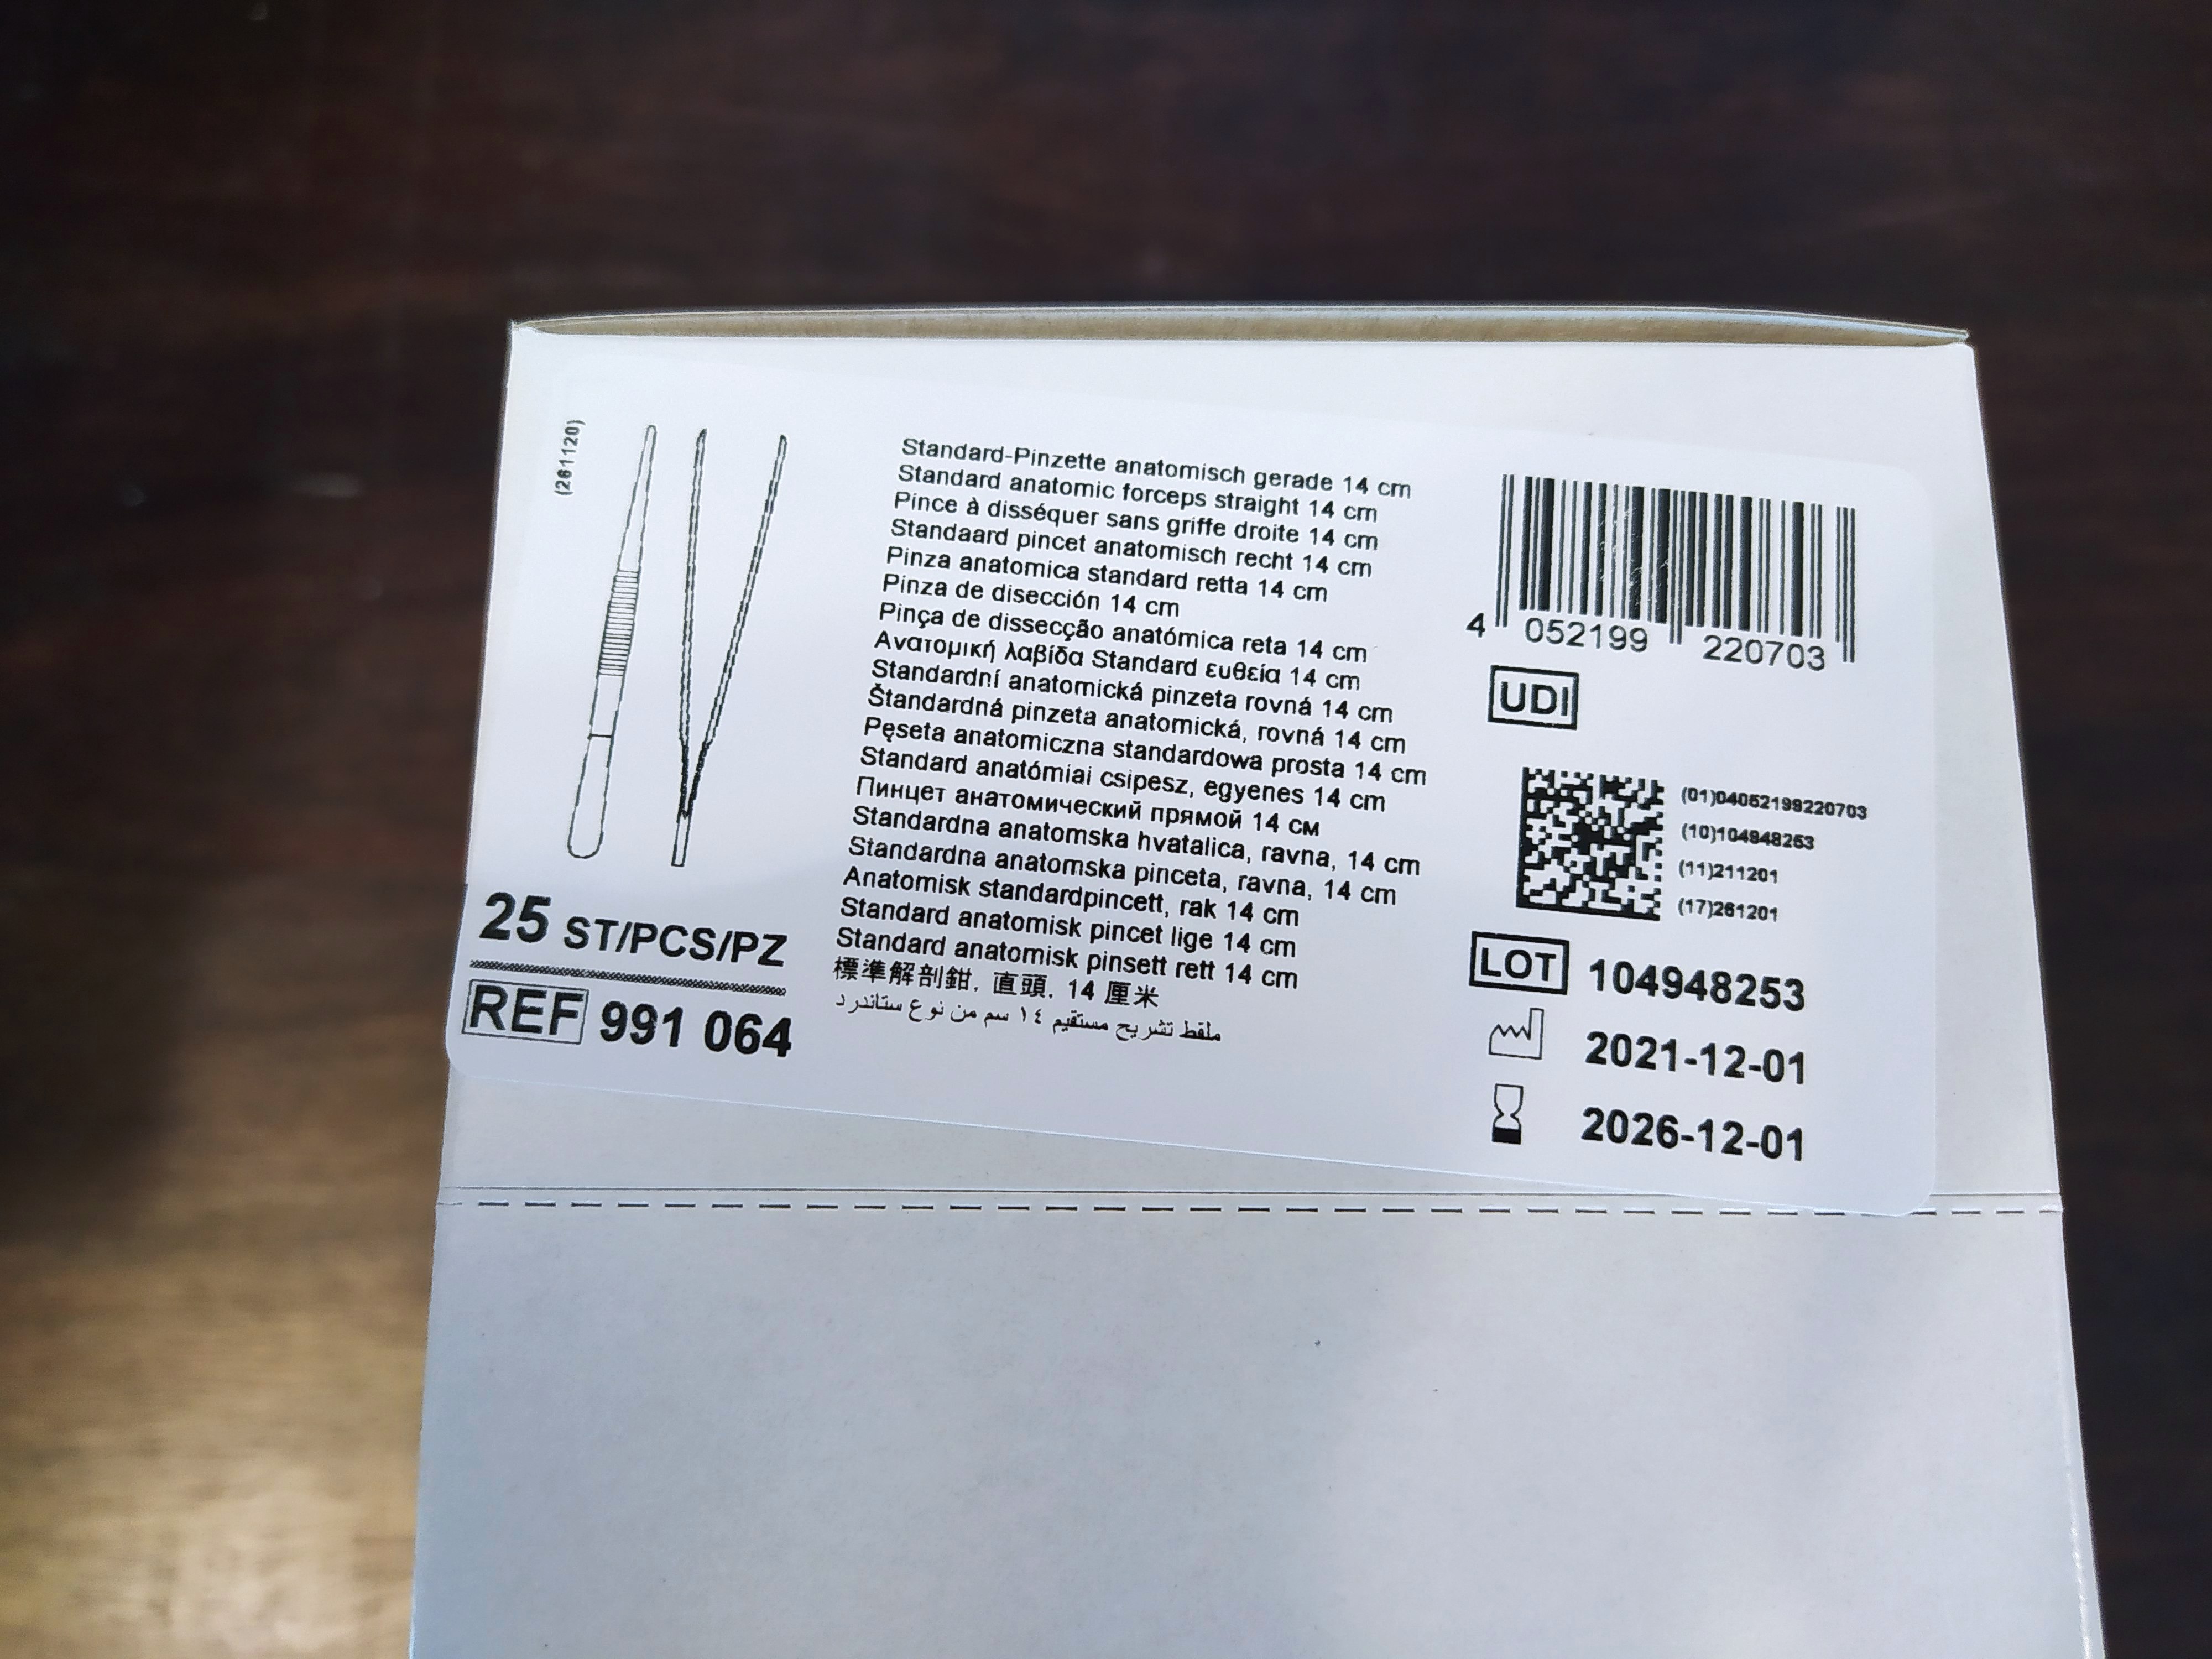 (261120)
25 ST/PCS/PZ
REF 991 064
Standard-Pinzette anatomisch gerade 14 cm
Standard anatomic forceps straight 14 cm
Pince à disséquer sans griffe droite 14 cm
Standaard pincet anatomisch recht 14 cm
Pinza anatomica standard retta 14 cm
Pinza de disección 14 cm
Pinça de dissecção anatómica reta 14 cm
Ανατομική λαβίδα Standard ευθεία 14 cm
Standardní anatomická pinzeta rovná 14 cm
Štandardná pinzeta anatomická, rovná 14 cm
Pęseta anatomiczna standardowa prosta 14 cm
Standard anatómiai csipesz, egyenes 14 cm
Пинцет анатомический прямой 14 см
Standardna anatomska hvatalica, ravna, 14 cm
Standardna anatomska pinceta, ravna, 14 cm
Anatomisk standardpincett, rak 14 cm
Standard anatomisk pincet lige 14 cm
Standard anatomisk pinsett rett 14 cm
標準解剖鉗, 直頭, 14 厘米
ملقط تشريح مستقيم ١٤ سم من نوع ستاندرد
4 052199 220703
UDI
(01)04052199220703
(10)104948253
(11)211201
(17)261201
LOT 104948253
2021-12-01
2026-12-01